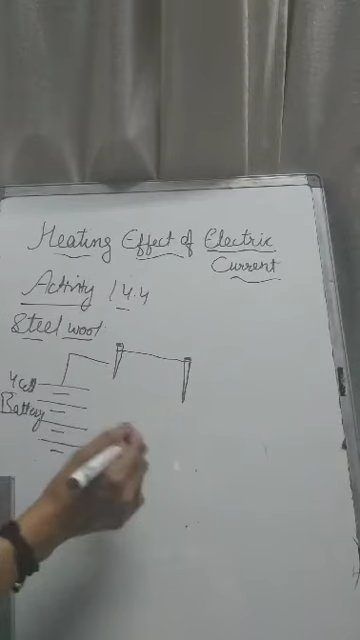 Heating Effect of Electric
Current
Activity 14.4
Steel wool
4 Cell
Battery